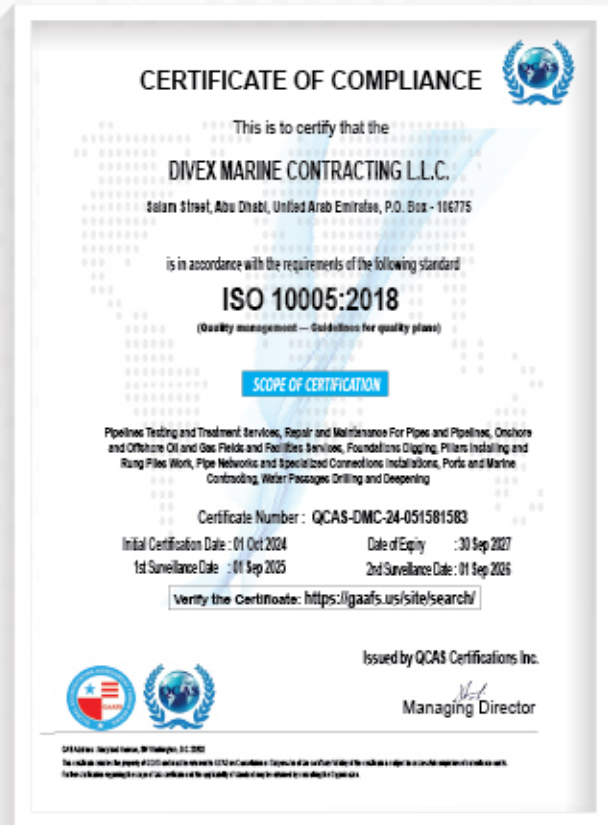 QCAS
CERTIFICATE OF COMPLIANCE
This is to certify that the
DIVEX MARINE CONTRACTING L.L.C.
Salam Street, Abu Dhabi, United Arab Emirates, P.O. Box - 106775
is in accordance with the requirements of the following standard
ISO 10005:2018
(Quality management — Guidelines for quality plans)
SCOPE OF CERTIFICATION
Pipelines Testing and Treatment Services, Repair and Maintenance For Pipes and Pipelines, Onshore
and Offshore Oil and Gas Fields and Facilities Services, Foundations Digging, Pillars Installing and
Rung Piles Work, Pipe Networks and Specialized Connections Installations, Ports and Marine
Contracting, Water Passages Drilling and Deepening
Certificate Number : QCAS-DMC-24-051581583
Initial Certification Date : 01 Oct 2024 Date of Expiry : 30 Sep 2027
1st Surveillance Date : 01 Sep 2025 2nd Surveillance Date : 01 Sep 2026
Verify the Certificate: https://gaafs.us/site/search/
Issued by QCAS Certifications Inc.
Managing Director
GAAFS
QCAS